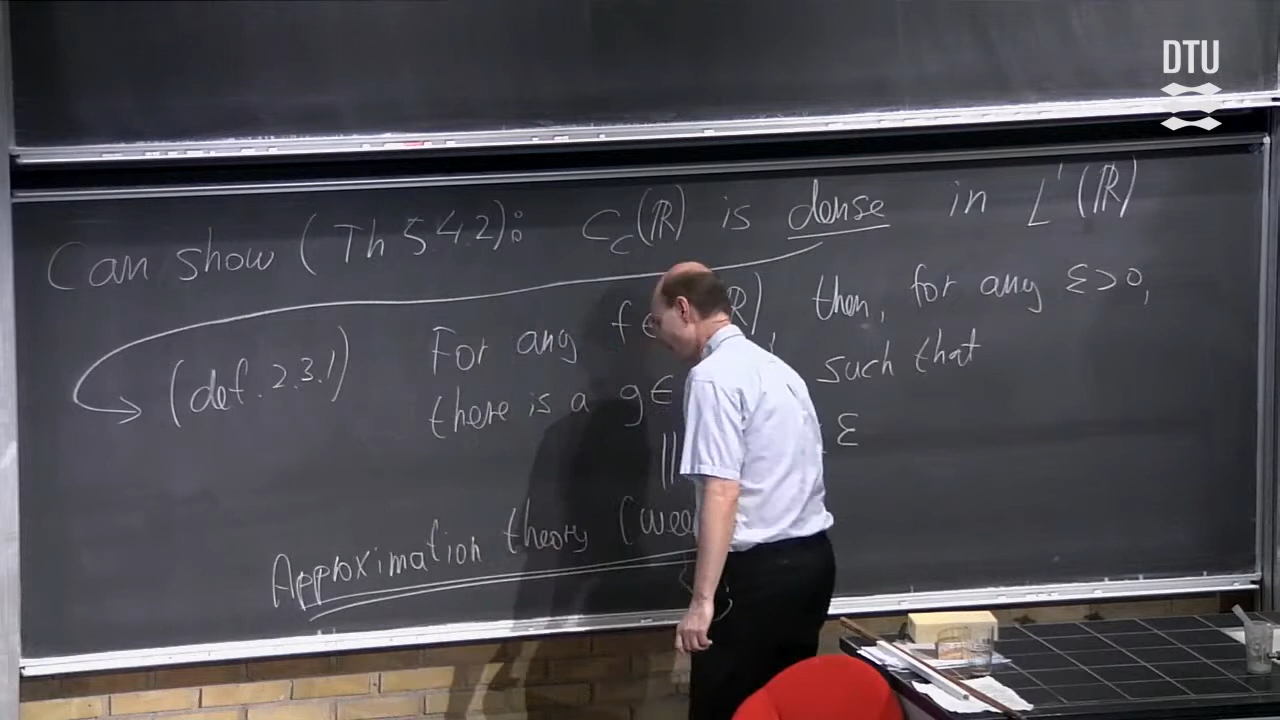 DTU
Can show (Th 5.4.2): C_c(ℝ) is dense in L¹(ℝ)
(def. 2.3.1) For any f ∈ ℝ), then, for any ε>0,
there is a g ∈ such that
|| ε
Approximation theory